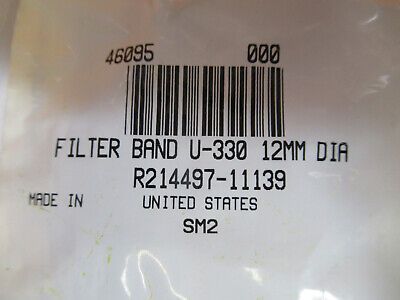 46095 000
FILTER BAND U-330 12MM DIA
R214497-11139
MADE IN UNITED STATES
SM2